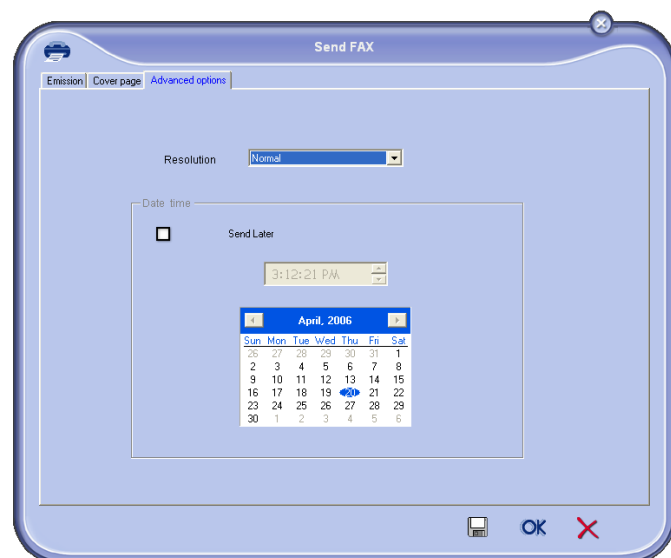 Send FAX
Emission Cover page Advanced options
Resolution Normal
Date time
Send Later
3:12:21 PM
April, 2006
Sun Mon Tue Wed Thu Fri Sat
26 27 28 29 30 31 1
2 3 4 5 6 7 8
9 10 11 12 13 14 15
16 17 18 19 20 21 22
23 24 25 26 27 28 29
30 1 2 3 4 5 6
OK